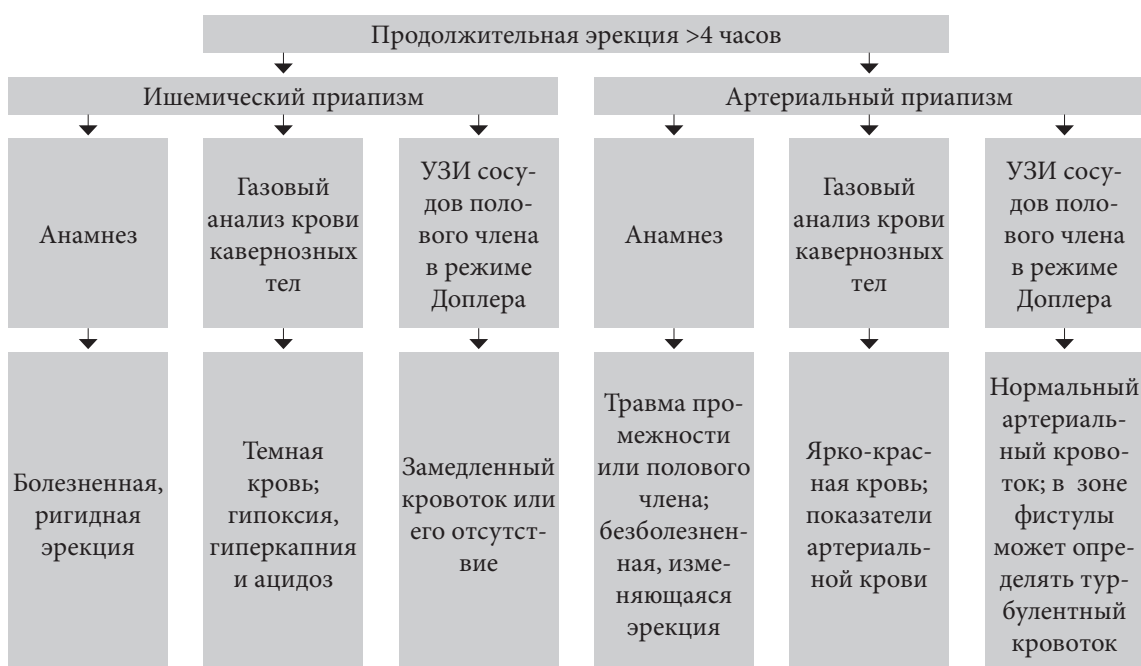 Продолжительная эрекция >4 часов
Ишемический приапизм
Артериальный приапизм
Анамнез
Газовый
анализ крови
кавернозных
тел
УЗИ сосу-
дов поло-
вого члена
в режиме
Доплера
Анамнез
Газовый
анализ крови
кавернозных
тел
УЗИ сосу-
дов поло-
вого члена
в режиме
Доплера
Болезненная,
ригидная
эрекция
Темная
кровь;
гипоксия,
гиперкапния
и ацидоз
Замедленный
кровоток или
его отсутст-
вие
Травма про-
межности
или полового
члена;
безболезнен-
ная, изме-
няющаяся
эрекция
Ярко-крас-
ная кровь;
показатели
артериаль-
ной крови
Нормальный
артериаль-
ный крово-
ток; в зоне
фистулы
может опре-
делять тур-
булентный
кровоток